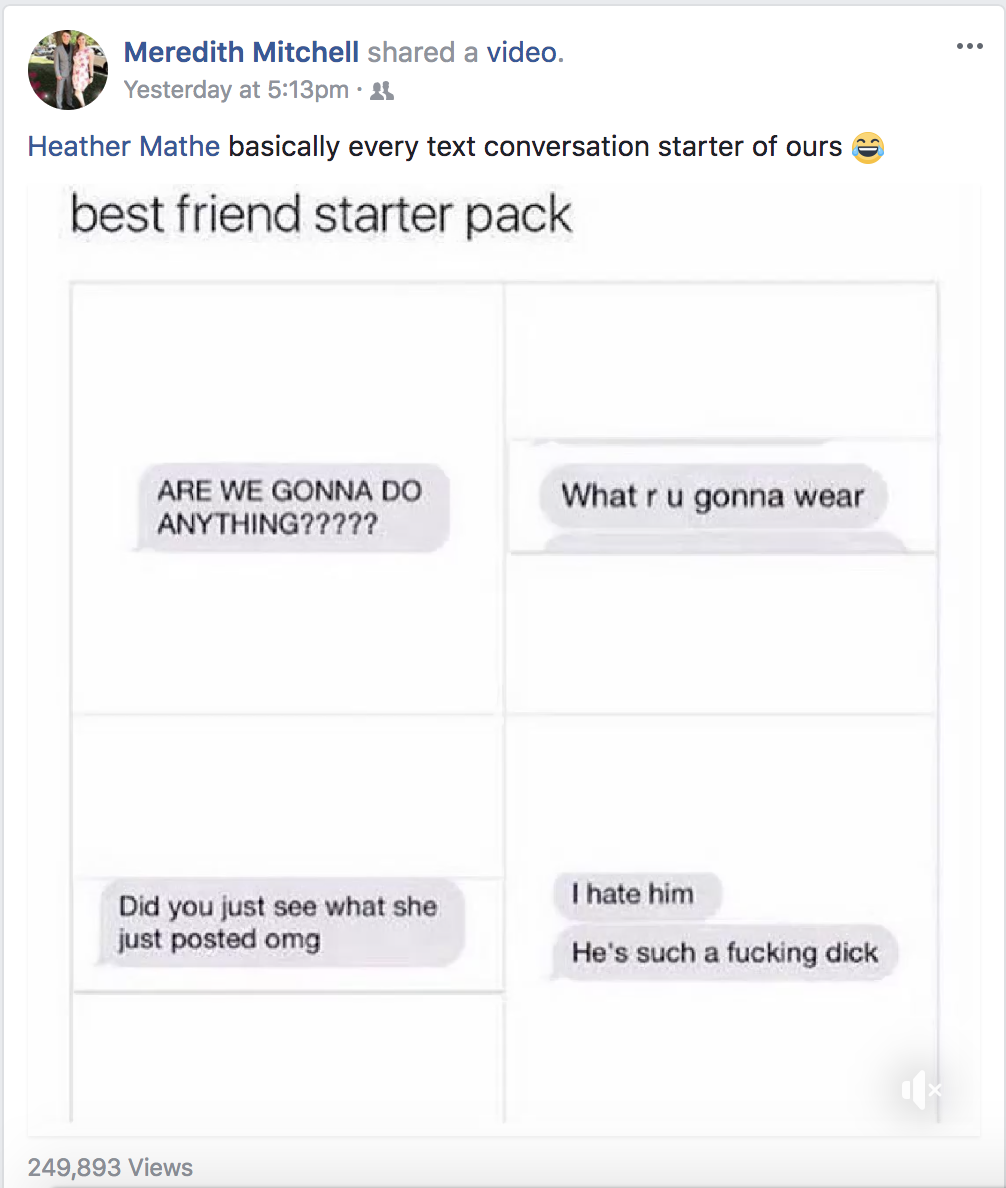 Meredith Mitchell shared a video.
Yesterday at 5:13pm ·
Heather Mathe basically every text conversation starter of ours 😂
best friend starter pack
ARE WE GONNA DO
ANYTHING?????
What r u gonna wear
Did you just see what she
just posted omg
I hate him
He's such a fucking dick
249,893 Views